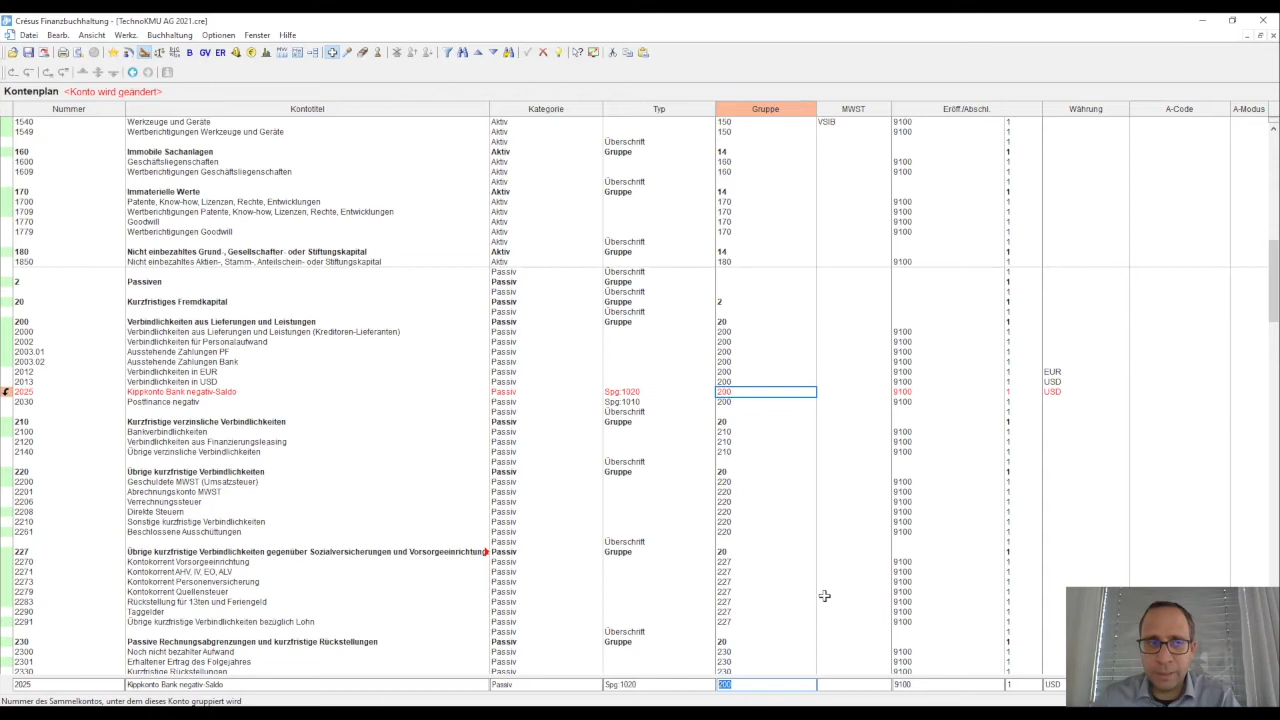 Crésus Finanzbuchhaltung - [TechnoKMU AG 2021.cre]
Datei Bearb. Ansicht Werkz. Buchhaltung Optionen Fenster Hilfe
B GV ER
Kontenplan <Konto wird geändert>
Nummer Kontotitel Kategorie Typ Gruppe MWST Eröff./Abschl. Währung A-Code A-Modus
1540 Werkzeuge und Geräte Aktiv 150 VSIB 9100 1
1549 Wertberichtigungen Werkzeuge und Geräte Aktiv 150 9100 1
Aktiv Überschrift 1
160 Immobile Sachanlagen Aktiv Gruppe 14 1
1600 Geschäftsliegenschaften Aktiv 160 9100 1
1609 Wertberichtigungen Geschäftsliegenschaften Aktiv 160 9100 1
Aktiv Überschrift 1
170 Immaterielle Werte Aktiv Gruppe 14 1
1700 Patente, Know-how, Lizenzen, Rechte, Entwicklungen Aktiv 170 9100 1
1709 Wertberichtigungen Patente, Know-how, Lizenzen, Rechte, Entwicklungen Aktiv 170 9100 1
1770 Goodwill Aktiv 170 9100 1
1779 Wertberichtigungen Goodwill Aktiv 170 9100 1
Aktiv Überschrift 1
180 Nicht einbezahltes Grund-, Gesellschafter- oder Stiftungskapital Aktiv Gruppe 14 1
1850 Nicht einbezahltes Aktien-, Stamm-, Anteilschein- oder Stiftungskapital Aktiv 180 9100 1
Passiv Überschrift 1
2 Passiven Passiv Gruppe 1
Passiv Überschrift 1
20 Kurzfristiges Fremdkapital Passiv Gruppe 2 1
Passiv Überschrift 1
200 Verbindlichkeiten aus Lieferungen und Leistungen Passiv Gruppe 20 1
2000 Verbindlichkeiten aus Lieferungen und Leistungen (Kreditoren-Lieferanten) Passiv 200 9100 1
2002 Verbindlichkeiten für Personalaufwand Passiv 200 9100 1
2003.01 Ausstehende Zahlungen PF Passiv 200 9100 1
2003.02 Ausstehende Zahlungen Bank Passiv 200 9100 1
2012 Verbindlichkeiten in EUR Passiv 200 9100 1 EUR
2013 Verbindlichkeiten in USD Passiv 200 9100 1 USD
2025 Kippkonto Bank negativ-Saldo Passiv Spg:1020 200 9100 1 USD
2030 Postfinance negativ Passiv Spg:1010 200 9100 1
Passiv Überschrift 1
210 Kurzfristige verzinsliche Verbindlichkeiten Passiv Gruppe 20 1
2100 Bankverbindlichkeiten Passiv 210 9100 1
2120 Verbindlichkeiten aus Finanzierungsleasing Passiv 210 9100 1
2140 Übrige verzinsliche Verbindlichkeiten Passiv 210 9100 1
Passiv Überschrift 1
220 Übrige kurzfristige Verbindlichkeiten Passiv Gruppe 20 1
2200 Geschuldete MWST (Umsatzsteuer) Passiv 220 9100 1
2201 Abrechnungskonto MWST Passiv 220 9100 1
2206 Verrechnungssteuer Passiv 220 9100 1
2208 Direkte Steuern Passiv 220 9100 1
2210 Sonstige kurzfristige Verbindlichkeiten Passiv 220 9100 1
2261 Beschlossene Ausschüttungen Passiv 220 9100 1
Passiv Überschrift 1
227 Übrige kurzfristige Verbindlichkeiten gegenüber Sozialversicherungen und Vorsorgeeinrichtung Passiv Gruppe 20 1
2270 Kontokorrent Vorsorgeeinrichtung Passiv 227 9100 1
2271 Kontokorrent AHV, IV, EO, ALV Passiv 227 9100 1
2273 Kontokorrent Personenversicherung Passiv 227 9100 1
2279 Kontokorrent Quellensteuer Passiv 227 9100 1
2283 Rückstellung für 13ten und Feriengeld Passiv 227 9100 1
2290 Taggelder Passiv 227 9100 1
2291 Übrige kurzfristige Verbindlichkeiten bezüglich Lohn Passiv 227 9100 1
Passiv Überschrift 1
230 Passive Rechnungsabgrenzungen und kurzfristige Rückstellungen Passiv Gruppe 20 1
2300 Noch nicht bezahlter Aufwand Passiv 230 9100 1
2301 Erhaltener Ertrag des Folgejahres Passiv 230 9100 1
2330 Kurzfristige Rückstellungen Passiv 230 9100 1
2025 Kippkonto Bank negativ-Saldo Passiv Spg:1020 200 9100 1 USD
Nummer des Sammelkontos, unter dem dieses Konto gruppiert wird